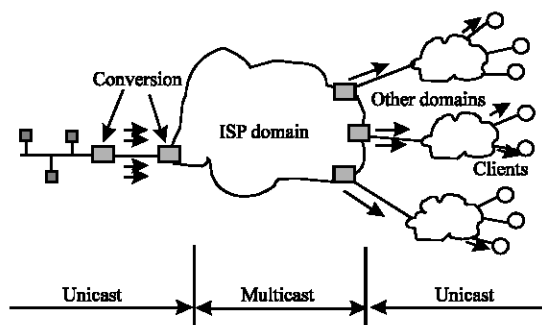 Conversion
ISP domain
Other domains
Clients
Unicast
Multicast
Unicast